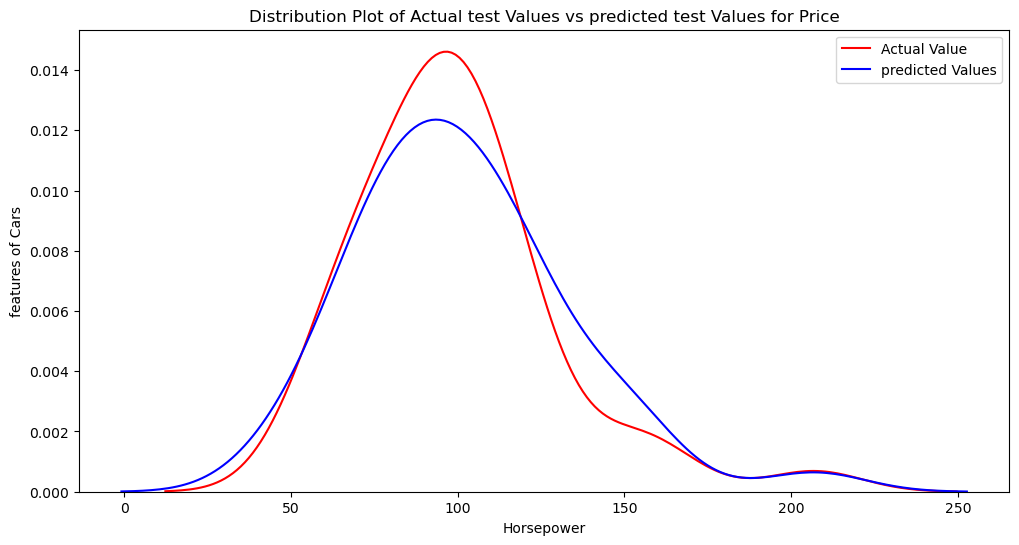 Distribution Plot of Actual test Values vs predicted test Values for Price
Actual Value
predicted Values
features of Cars
0.014
0.012
0.010
0.008
0.006
0.004
0.002
0.000
0
50
100
150
200
250
Horsepower